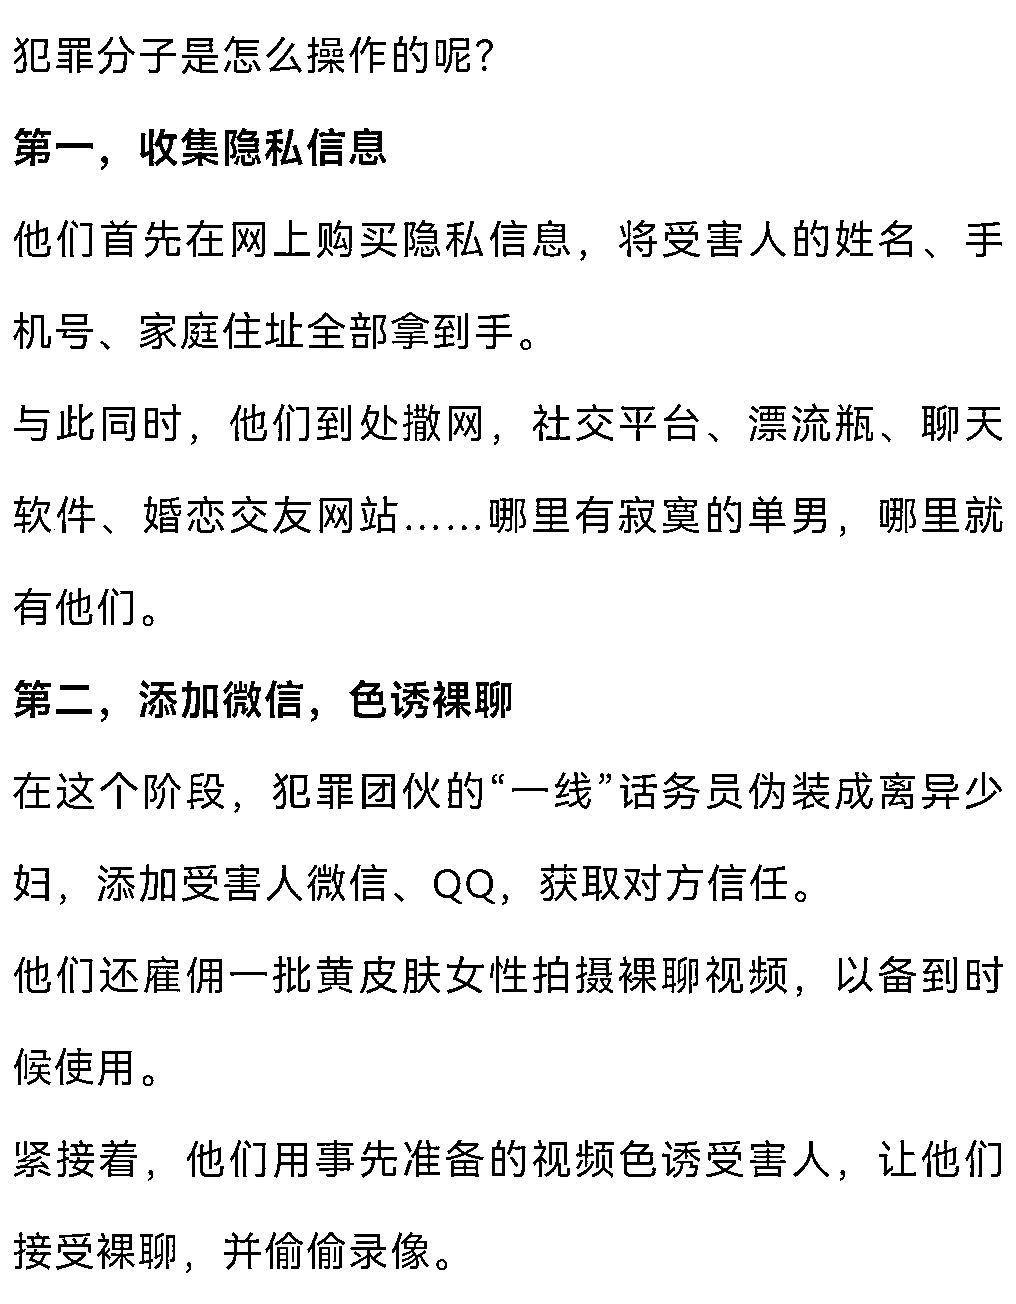 犯罪分子是怎么操作的呢？
第一，收集隐私信息
他们首先在网上购买隐私信息，将受害人的姓名、手
机号、家庭住址全部拿到手。
与此同时，他们到处撒网，社交平台、漂流瓶、聊天
软件、婚恋交友网站……哪里有寂寞的单男，哪里就
有他们。
第二，添加微信，色诱裸聊
在这个阶段，犯罪团伙的“一线”话务员伪装成离异少
妇，添加受害人微信、QQ，获取对方信任。
他们还雇佣一批黄皮肤女性拍摄裸聊视频，以备到时
候使用。
紧接着，他们用事先准备的视频色诱受害人，让他们
接受裸聊，并偷偷录像。